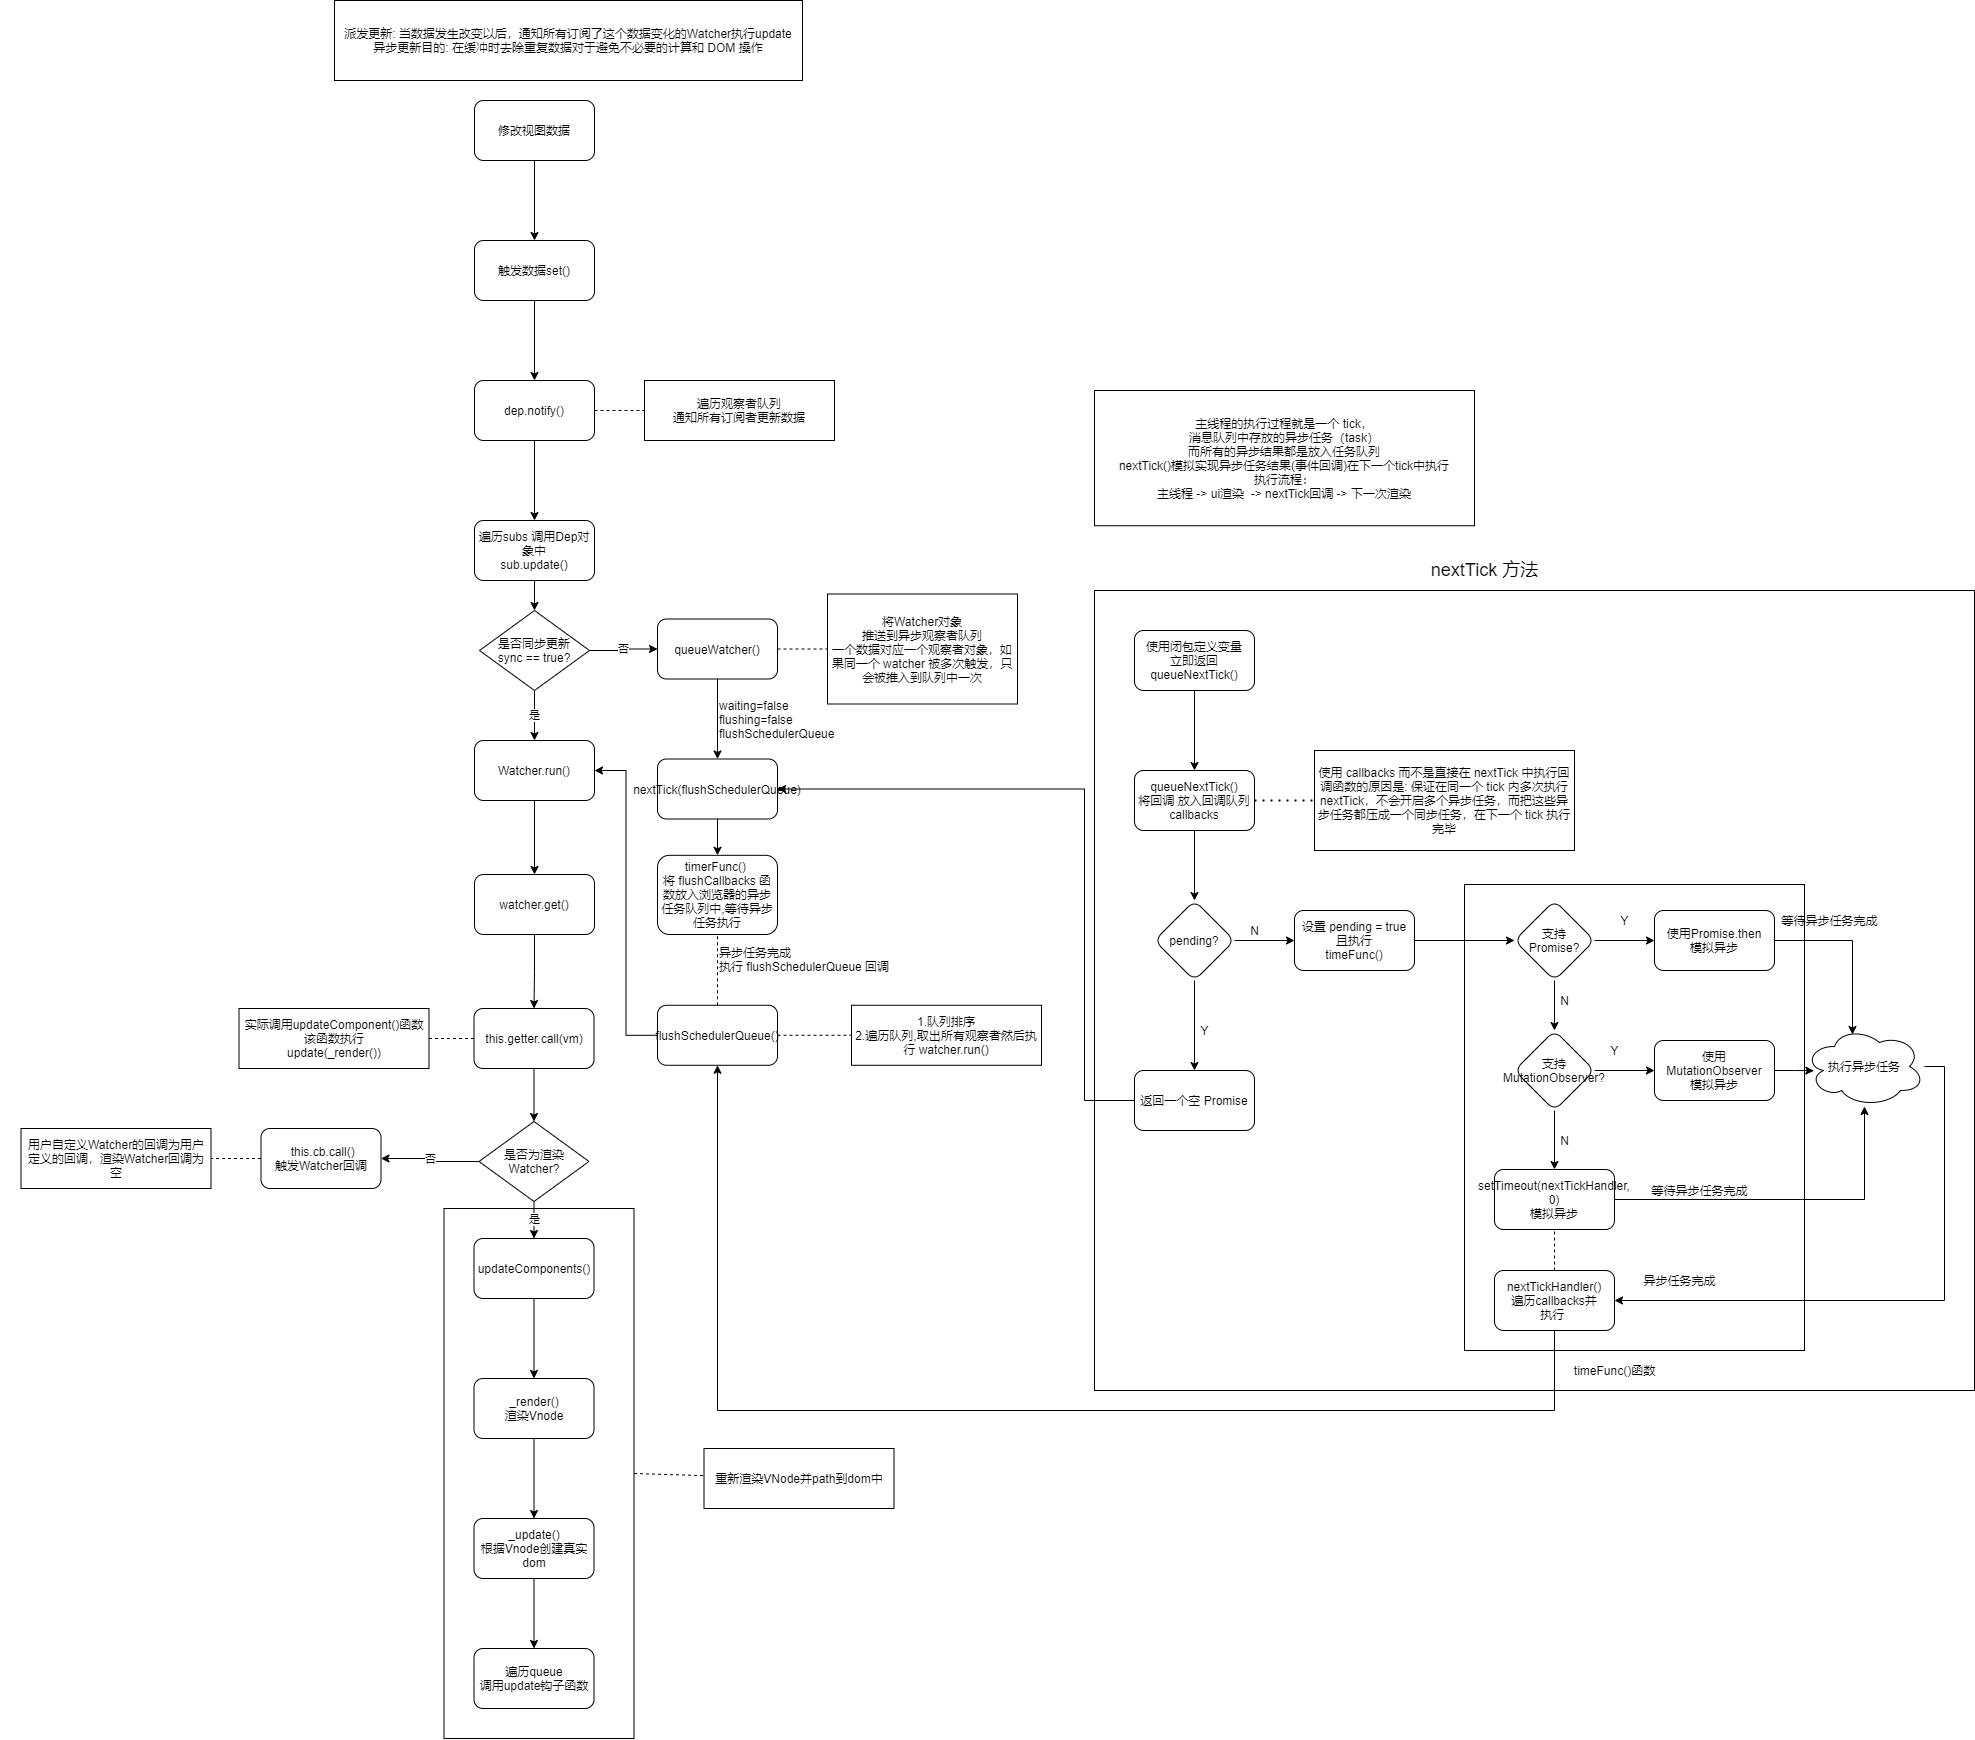 派发更新: 当数据发生改变以后，通知所有订阅了这个数据变化的Watcher执行update
异步更新目的: 在缓冲时去除重复数据对于避免不必要的计算和 DOM 操作
修改视图数据
触发数据set()
dep.notify()
遍历观察者队列
通知所有订阅者更新数据
遍历subs 调用Dep对
象中
sub.update()
是否同步更新
sync == true?
否
是
queueWatcher()
将Watcher对象
推送到异步观察者队列
一个数据对应一个观察者对象，如
果同一个 watcher 被多次触发，只
会被推入到队列中一次
waiting=false
flushing=false
flushSchedulerQueue
Watcher.run()
nextTick(flushSchedulerQueue)
timerFunc()
将 flushCallbacks 函
数放入浏览器的异步
任务队列中,等待异步
任务执行
异步任务完成
执行 flushSchedulerQueue 回调
watcher.get()
flushSchedulerQueue()
1.队列排序
2.遍历队列,取出所有观察者然后执
行 watcher.run()
实际调用updateComponent()函数
该函数执行
update(_render())
this.getter.call(vm)
用户自定义Watcher的回调为用户
定义的回调，渲染Watcher回调为
空
this.cb.call()
触发Watcher回调
否
是否为渲染
Watcher?
是
updateComponents()
_render()
渲染Vnode
重新渲染VNode并path到dom中
_update()
根据Vnode创建真实
dom
遍历queue
调用update钩子函数
主线程的执行过程就是一个 tick，
消息队列中存放的异步任务（task）
而所有的异步结果都是放入任务队列
nextTick()模拟实现异步任务结果(事件回调)在下一个tick中执行
执行流程：
主线程 -> ui渲染 -> nextTick回调 -> 下一次渲染
nextTick 方法
使用闭包定义变量
立即返回
queueNextTick()
queueNextTick()
将回调 放入回调队列
callbacks
使用 callbacks 而不是直接在 nextTick 中执行回
调函数的原因是: 保证在同一个 tick 内多次执行
nextTick，不会开启多个异步任务，而把这些异
步任务都压成一个同步任务，在下一个 tick 执行
完毕
pending?
N
Y
设置 pending = true
且执行
timeFunc()
返回一个空 Promise
支持
Promise?
Y
使用Promise.then
模拟异步
等待异步任务完成
N
支持
MutationObserver?
Y
使用
MutationObserver
模拟异步
执行异步任务
N
setTimeout(nextTickHandler,
0)
模拟异步
等待异步任务完成
nextTickHandler()
遍历callbacks并
执行
异步任务完成
timeFunc()函数